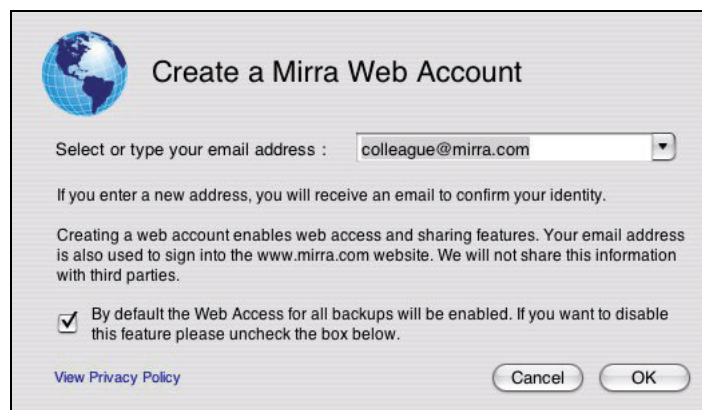 Create a Mirra Web Account
Select or type your email address :
colleague@mirra.com
If you enter a new address, you will receive an email to confirm your identity.
Creating a web account enables web access and sharing features. Your email address
is also used to sign into the www.mirra.com website. We will not share this information
with third parties.
By default the Web Access for all backups will be enabled. If you want to disable
this feature please uncheck the box below.
View Privacy Policy
Cancel
OK